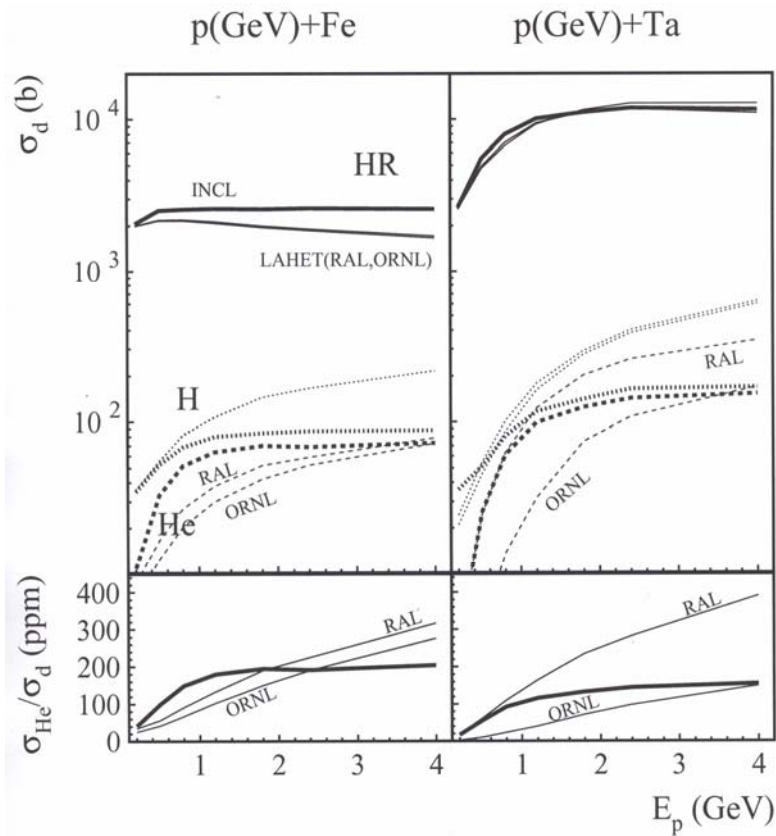 p(GeV)+Fe
p(GeV)+Ta
σd (b)
10^4
10^3
10^2
HR
INCL
LAHET(RAL,ORNL)
H
RAL
He
ORNL
RAL
ORNL
σHe/σd (ppm)
400
300
200
100
0
RAL
ORNL
RAL
ORNL
1 2 3 4 1 2 3 4
Ep (GeV)